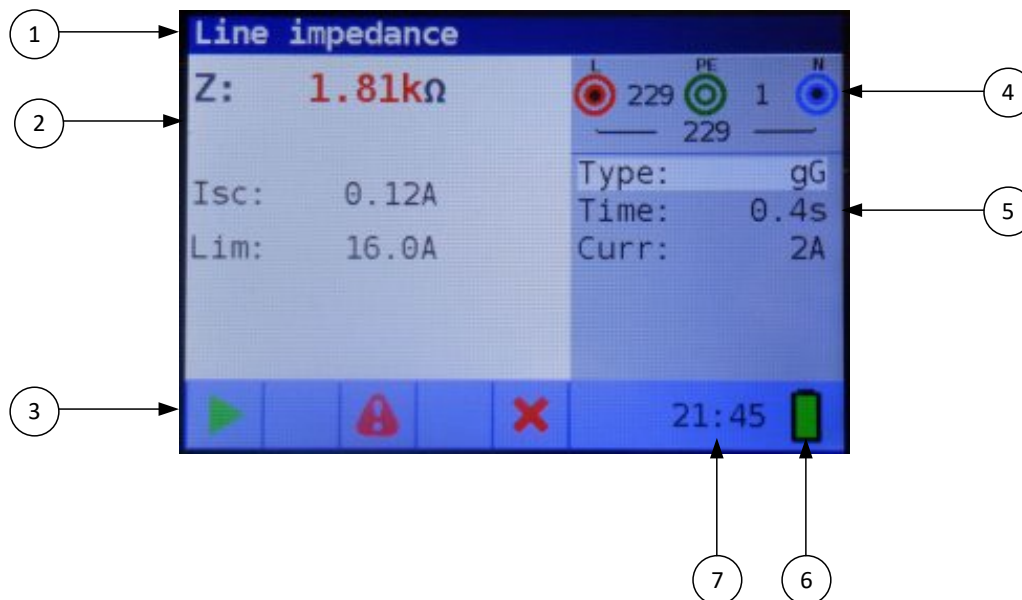 Line impedance
Z: 1.81kΩ
Isc: 0.12A
Lim: 16.0A
L PE N
229 1
229
Type: gG
Time: 0.4s
Curr: 2A
21:45
1
2
3
4
5
6
7